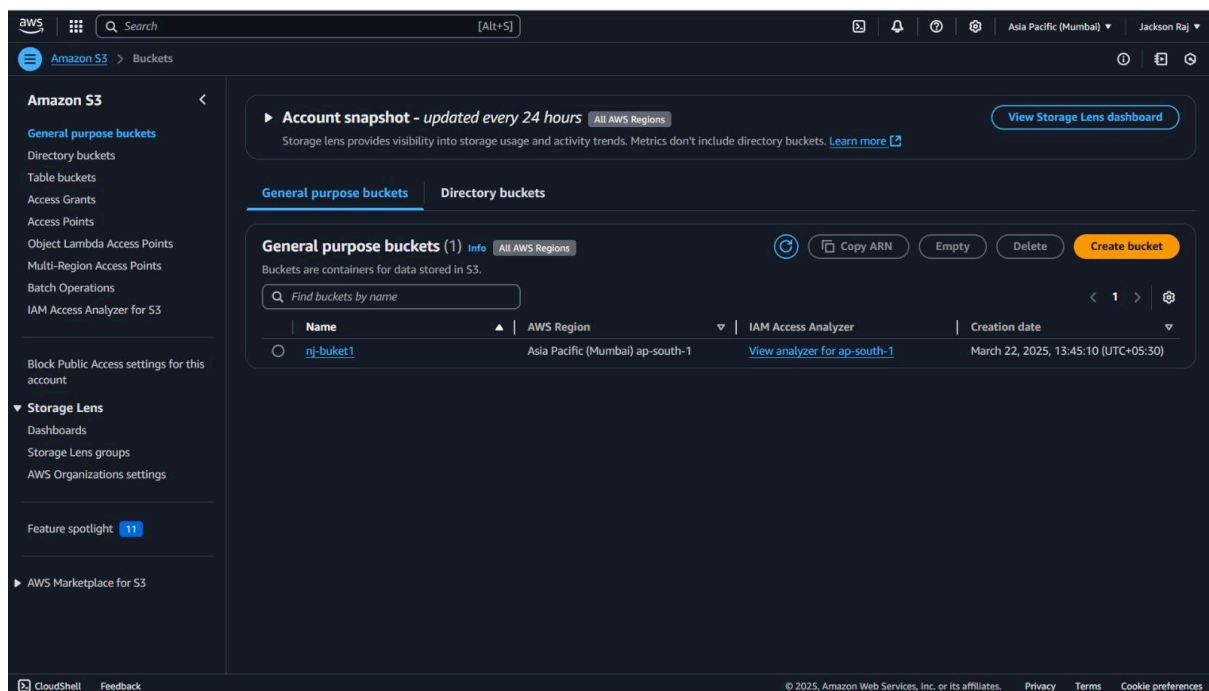 aws
Search [Alt+S]
Asia Pacific (Mumbai) ▼ Jackson Raj ▼
Amazon S3 > Buckets
Amazon S3
General purpose buckets
Directory buckets
Table buckets
Access Grants
Access Points
Object Lambda Access Points
Multi-Region Access Points
Batch Operations
IAM Access Analyzer for S3
Block Public Access settings for this
account
Storage Lens
Dashboards
Storage Lens groups
AWS Organizations settings
Feature spotlight 11
AWS Marketplace for S3
Account snapshot - updated every 24 hours All AWS Regions
View Storage Lens dashboard
Storage lens provides visibility into storage usage and activity trends. Metrics don't include directory buckets. Learn more
General purpose buckets Directory buckets
General purpose buckets (1) Info All AWS Regions
Copy ARN Empty Delete Create bucket
Buckets are containers for data stored in S3.
Find buckets by name
< 1 >
Name AWS Region IAM Access Analyzer Creation date
nj-buket1 Asia Pacific (Mumbai) ap-south-1 View analyzer for ap-south-1 March 22, 2025, 13:45:10 (UTC+05:30)
CloudShell Feedback © 2025, Amazon Web Services, Inc. or its affiliates. Privacy Terms Cookie preferences